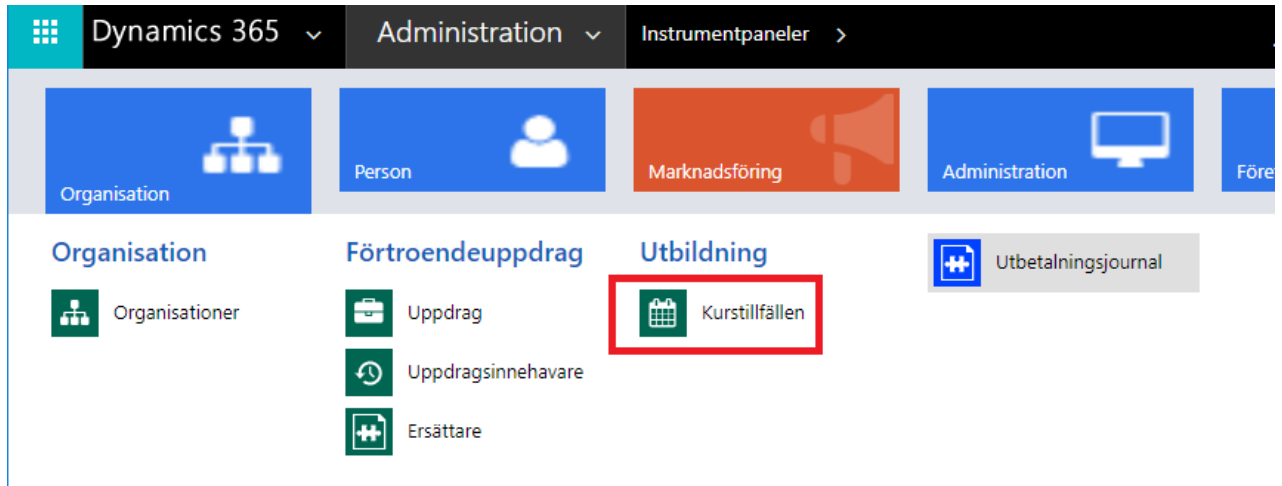 Dynamics 365 Administration Instrumentpaneler
Organisation Person Marknadsföring Administration Före
Organisation Förtroendeuppdrag Utbildning
Utbetalningsjournal
Organisationer Uppdrag Kurstillfällen
Uppdragsinnehavare
Ersättare